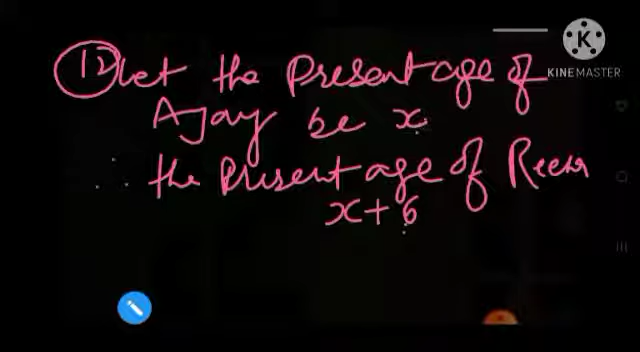 KINEMASTER
(12) Let the Present age of
Ajay be x
∴ the Present age of Reena
x+6